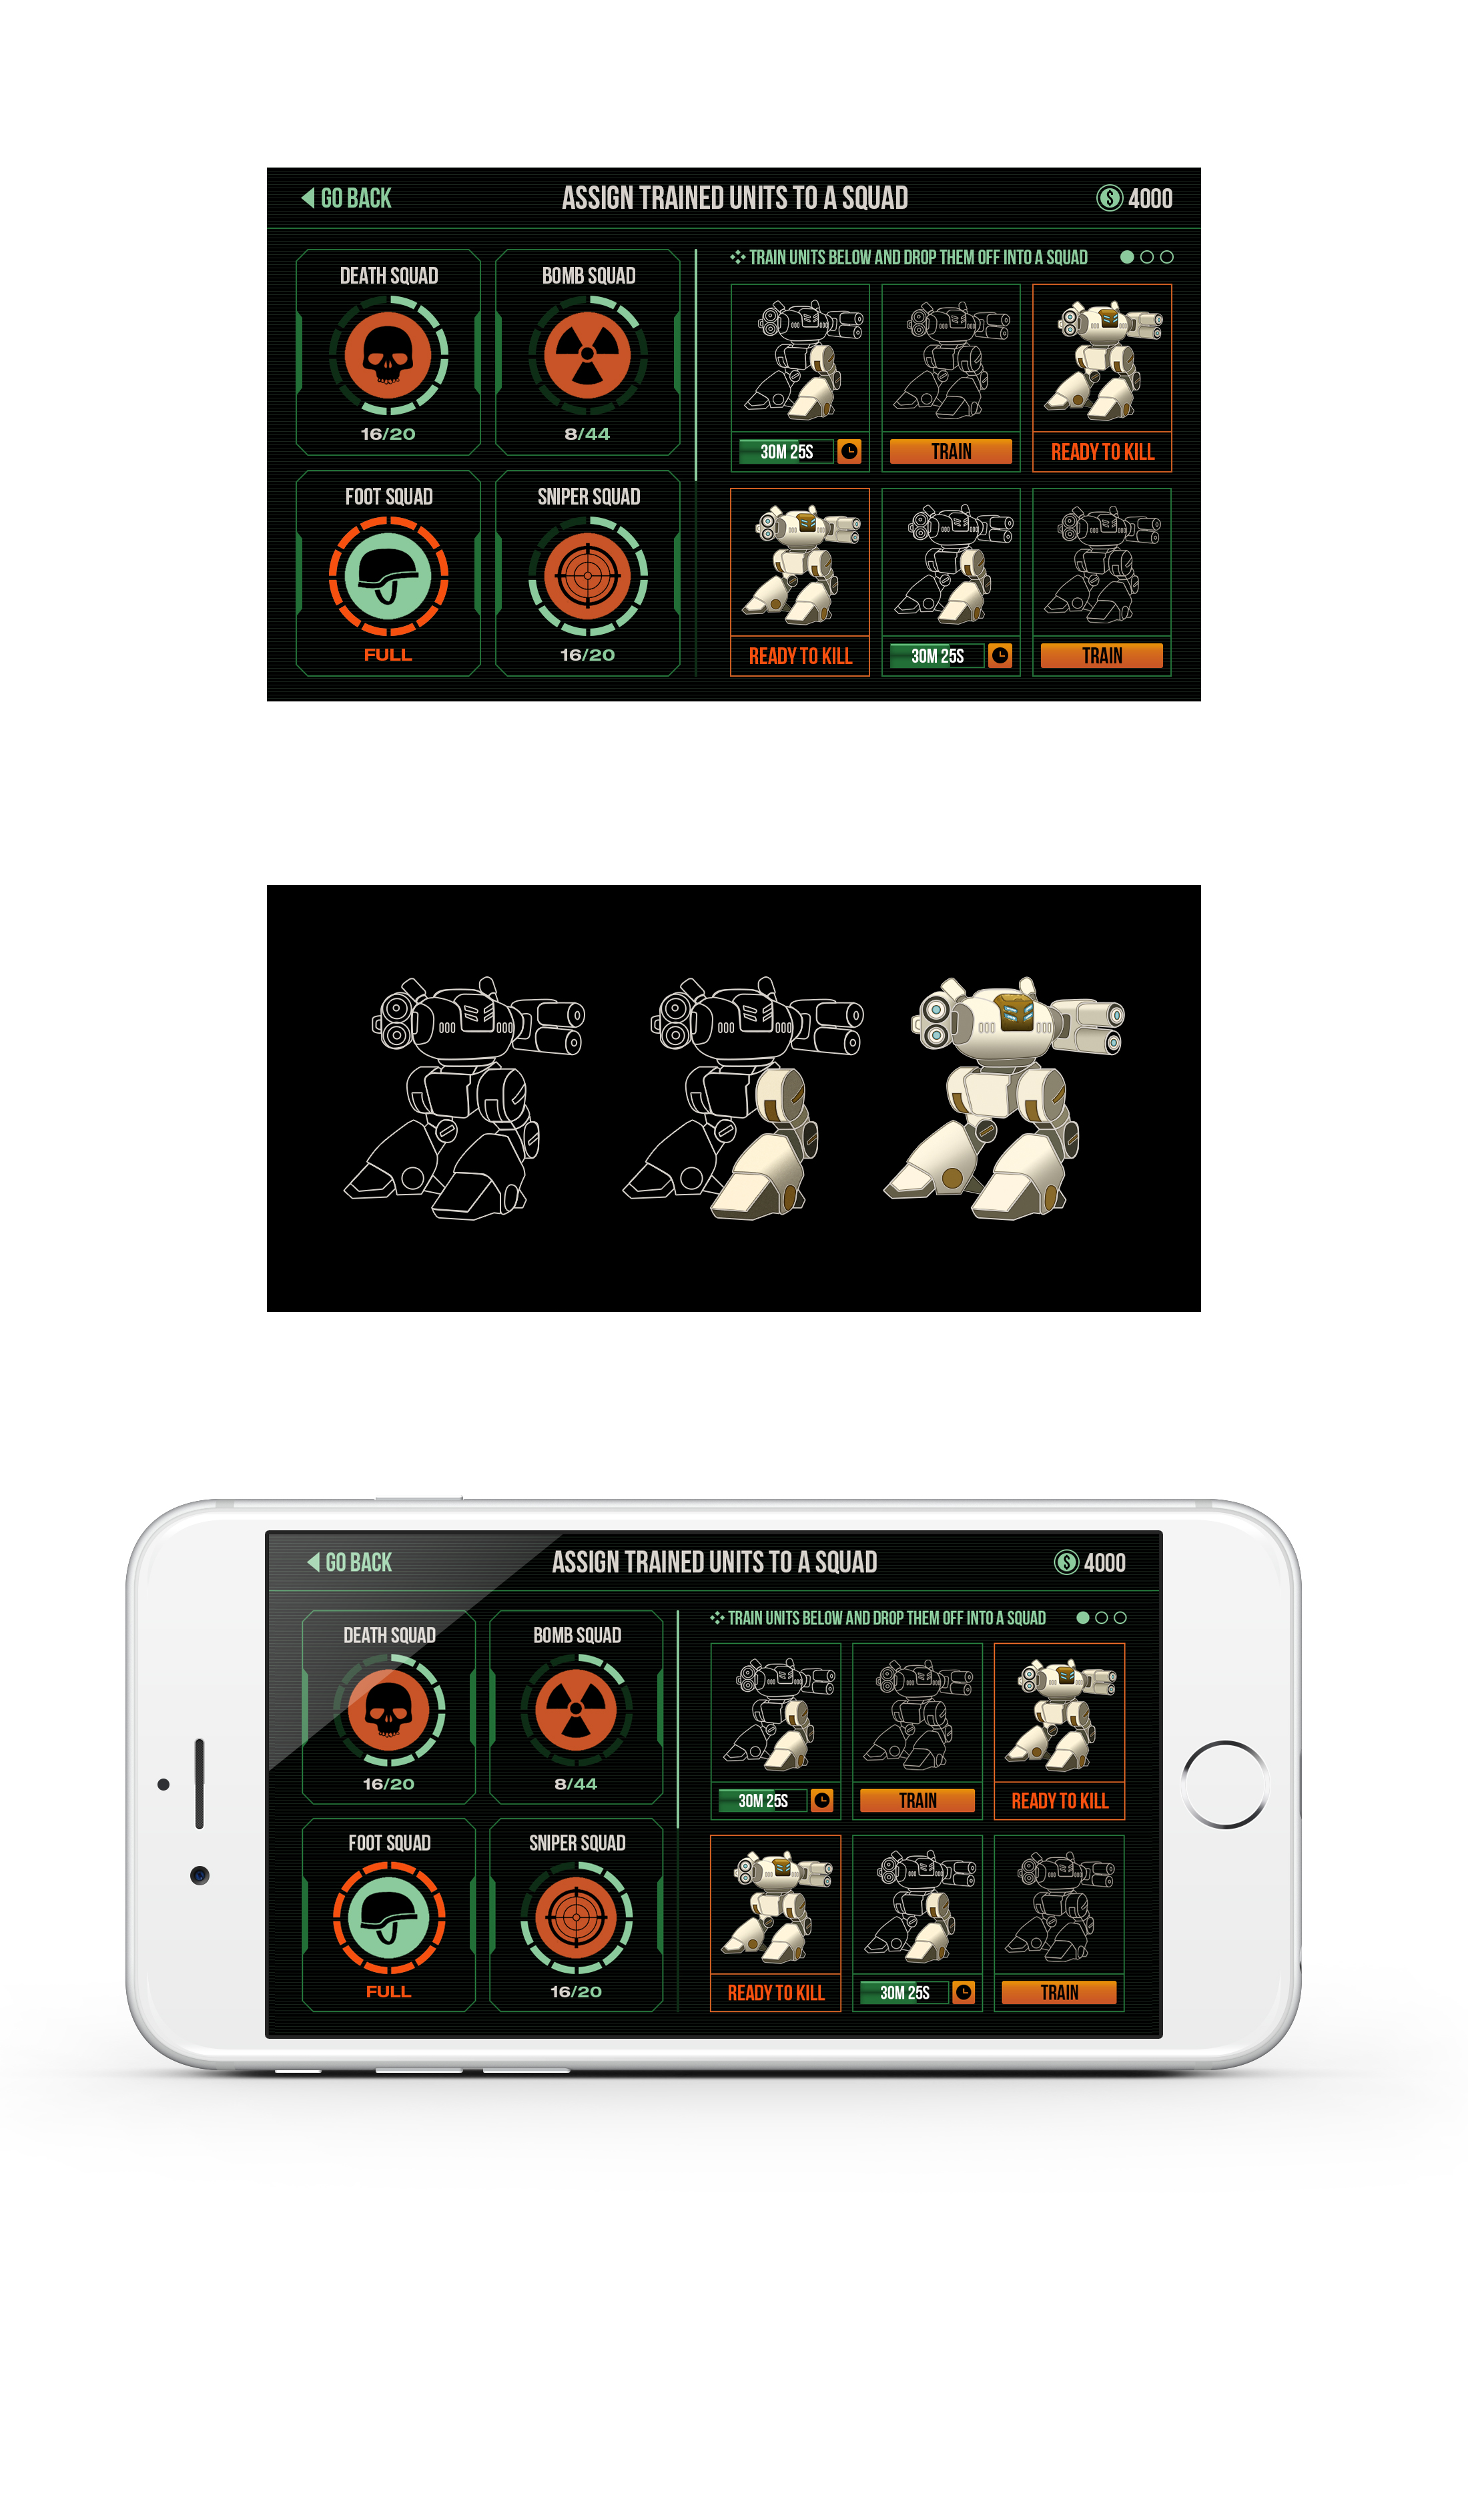 GO BACK
ASSIGN TRAINED UNITS TO A SQUAD
4000
DEATH SQUAD
16/20
BOMB SQUAD
8/44
FOOT SQUAD
FULL
SNIPER SQUAD
16/20
TRAIN UNITS BELOW AND DROP THEM OFF INTO A SQUAD
30M 25S
TRAIN
READY TO KILL
READY TO KILL
30M 25S
TRAIN
GO BACK
ASSIGN TRAINED UNITS TO A SQUAD
4000
DEATH SQUAD
16/20
BOMB SQUAD
8/44
FOOT SQUAD
FULL
SNIPER SQUAD
16/20
TRAIN UNITS BELOW AND DROP THEM OFF INTO A SQUAD
30M 25S
TRAIN
READY TO KILL
READY TO KILL
30M 25S
TRAIN